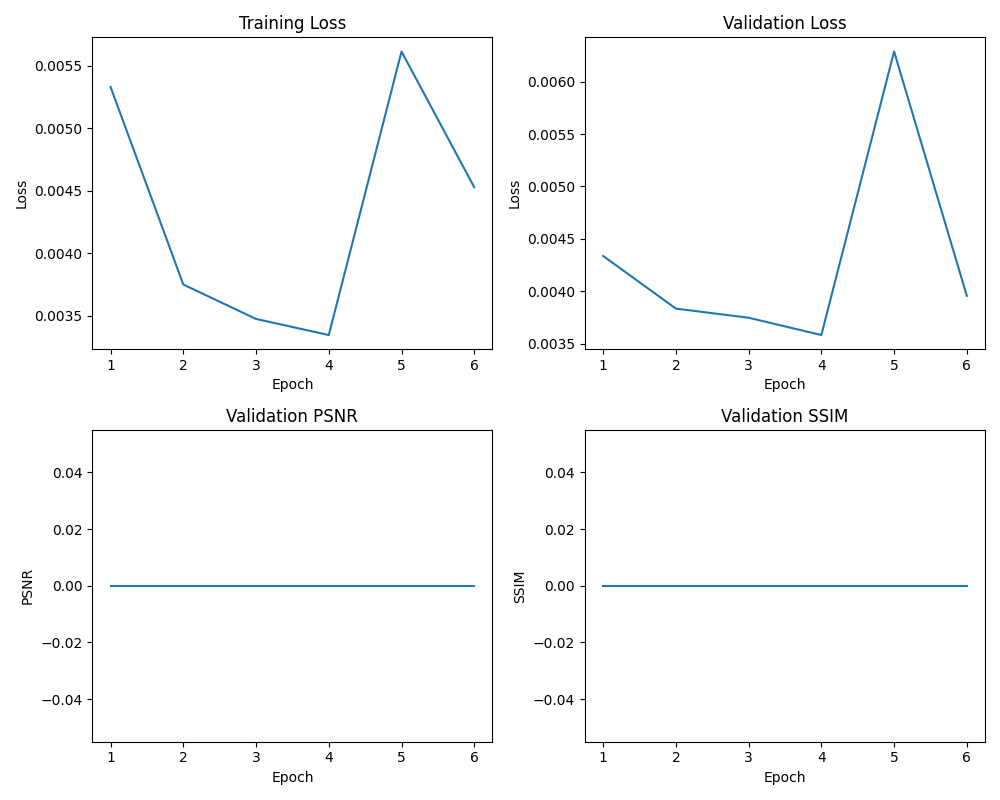 Training Loss
0.0055
0.0050
0.0045
0.0040
0.0035
Loss
1 2 3 4 5 6
Epoch
Validation Loss
0.0060
0.0055
0.0050
0.0045
0.0040
0.0035
Loss
1 2 3 4 5 6
Epoch
Validation PSNR
0.04
0.02
0.00
−0.02
−0.04
PSNR
1 2 3 4 5 6
Epoch
Validation SSIM
0.04
0.02
0.00
−0.02
−0.04
SSIM
1 2 3 4 5 6
Epoch